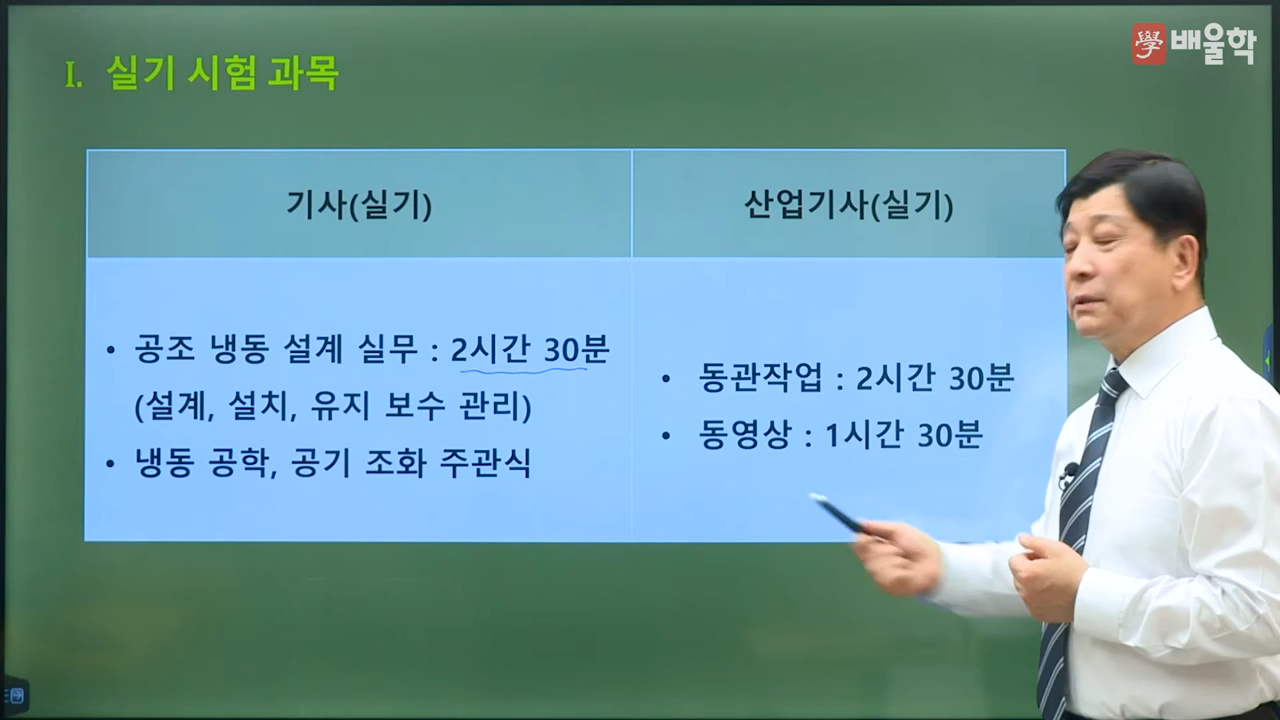 學 배울학
I. 실기 시험 과목
기사(실기)
산업기사(실기)
• 공조 냉동 설계 실무 : 2시간 30분
(설계, 설치, 유지 보수 관리)
• 냉동 공학, 공기 조화 주관식
• 동관작업 : 2시간 30분
• 동영상 : 1시간 30분